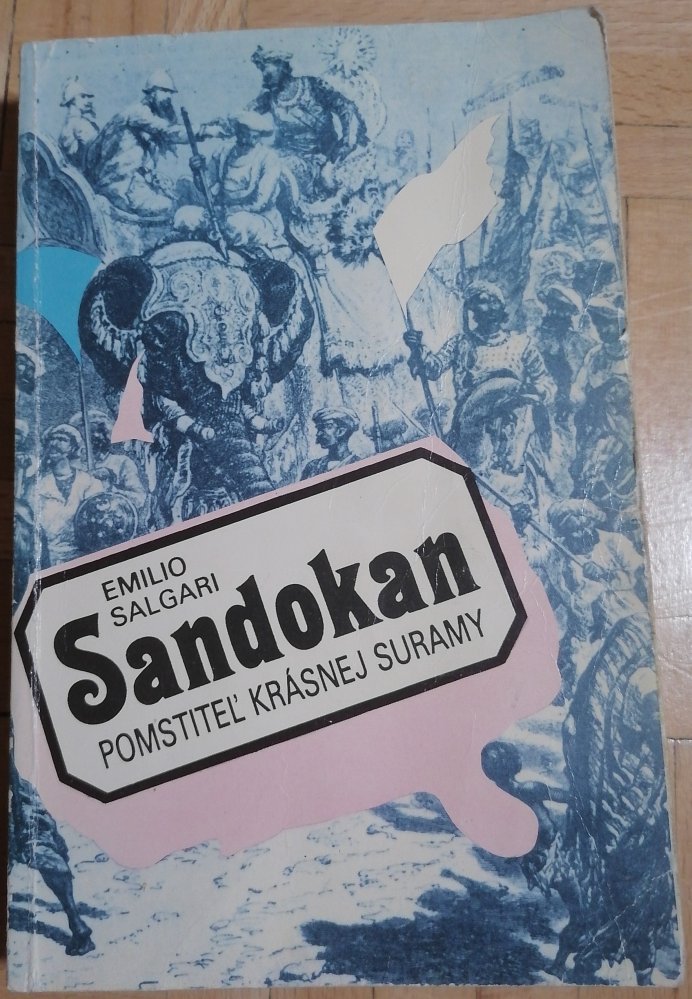 EMILIO
SALGARI
Sandokan
POMSTITEĽ KRÁSNEJ SURAMY